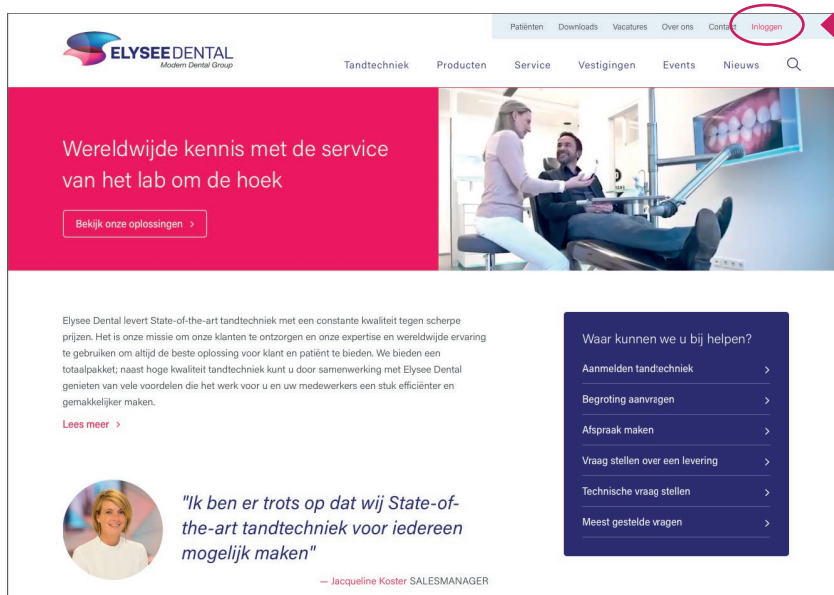 Patiënten Downloads Vacatures Over ons Contakt Inloggen
ELYSEE DENTAL
Modern Dental Group
Tandtechniek Producten Service Vestigingen Events Nieuws
Wereldwijde kennis met de service
van het lab om de hoek
Bekijk onze oplossingen >
Elysee Dental levert State-of-the-art tandtechniek met een constante kwaliteit tegen scherpe
prijzen. Het is onze missie om onze klanten te ontzorgen en onze expertise en wereldwijde ervaring
te gebruiken om altijd de beste oplossing voor klant en patiënt te bieden. We bieden een
totaalpakket; naast hoge kwaliteit tandtechniek kunt u door samenwerking met Elysee Dental
genieten van vele voordelen die het werk voor u en uw medewerkers een stuk efficiënter en
gemakkelijker maken.
Lees meer >
"Ik ben er trots op dat wij State-of-
the-art tandtechniek voor iedereen
mogelijk maken"
— Jacqueline Koster SALESMANAGER
Waar kunnen we u bij helpen?
Aanmelden tandtechniek >
Begroting aanvragen >
Afspraak maken >
Vraag stellen over een levering >
Technische vraag stellen >
Meest gestelde vragen >